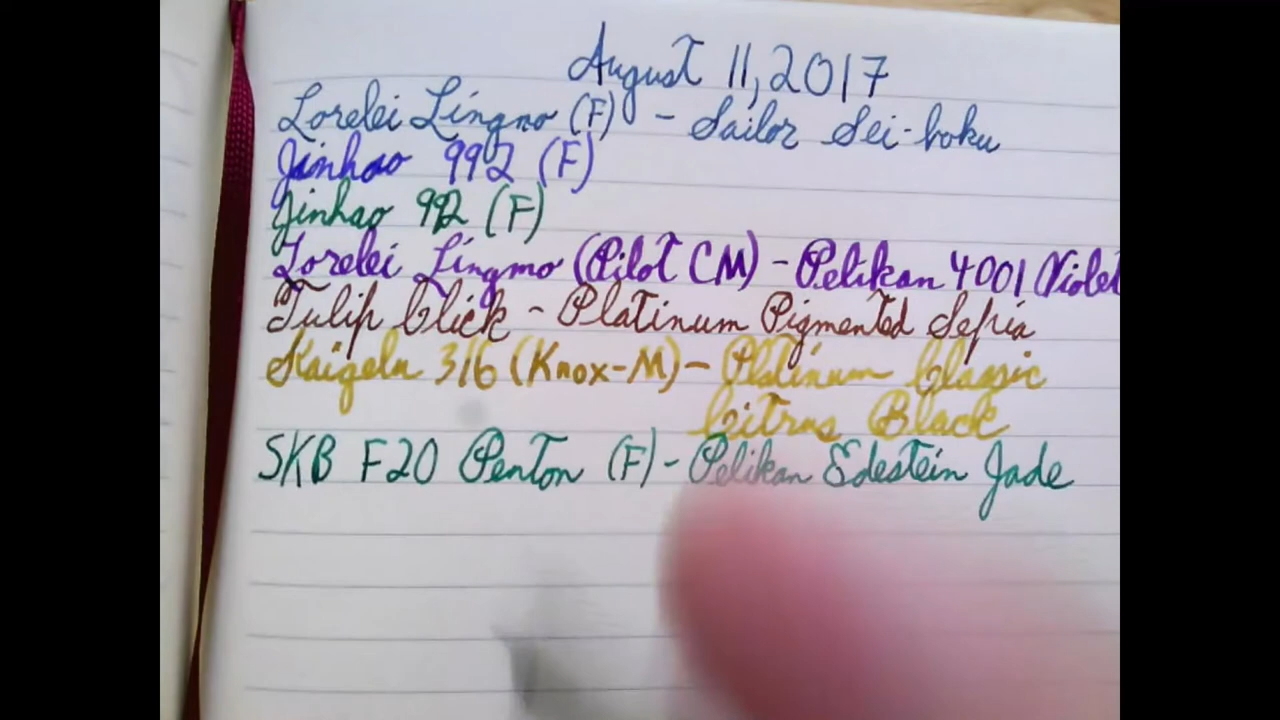 August 11, 2017
Lorelei Lingmo (F) - Sailor Sei-boku
Jinhao 992 (F)
Jinhao 992 (F)
Lorelei Lingmo (Pilot CM) - Pelikan 4001 Violet
Tulip Click - Platinum Pigmented Sepia
Kaigelu 316 (Knox-M) - Platinum Classic
Citrus Black
SKB F20 Penton (F) - Pelikan Edestein Jade